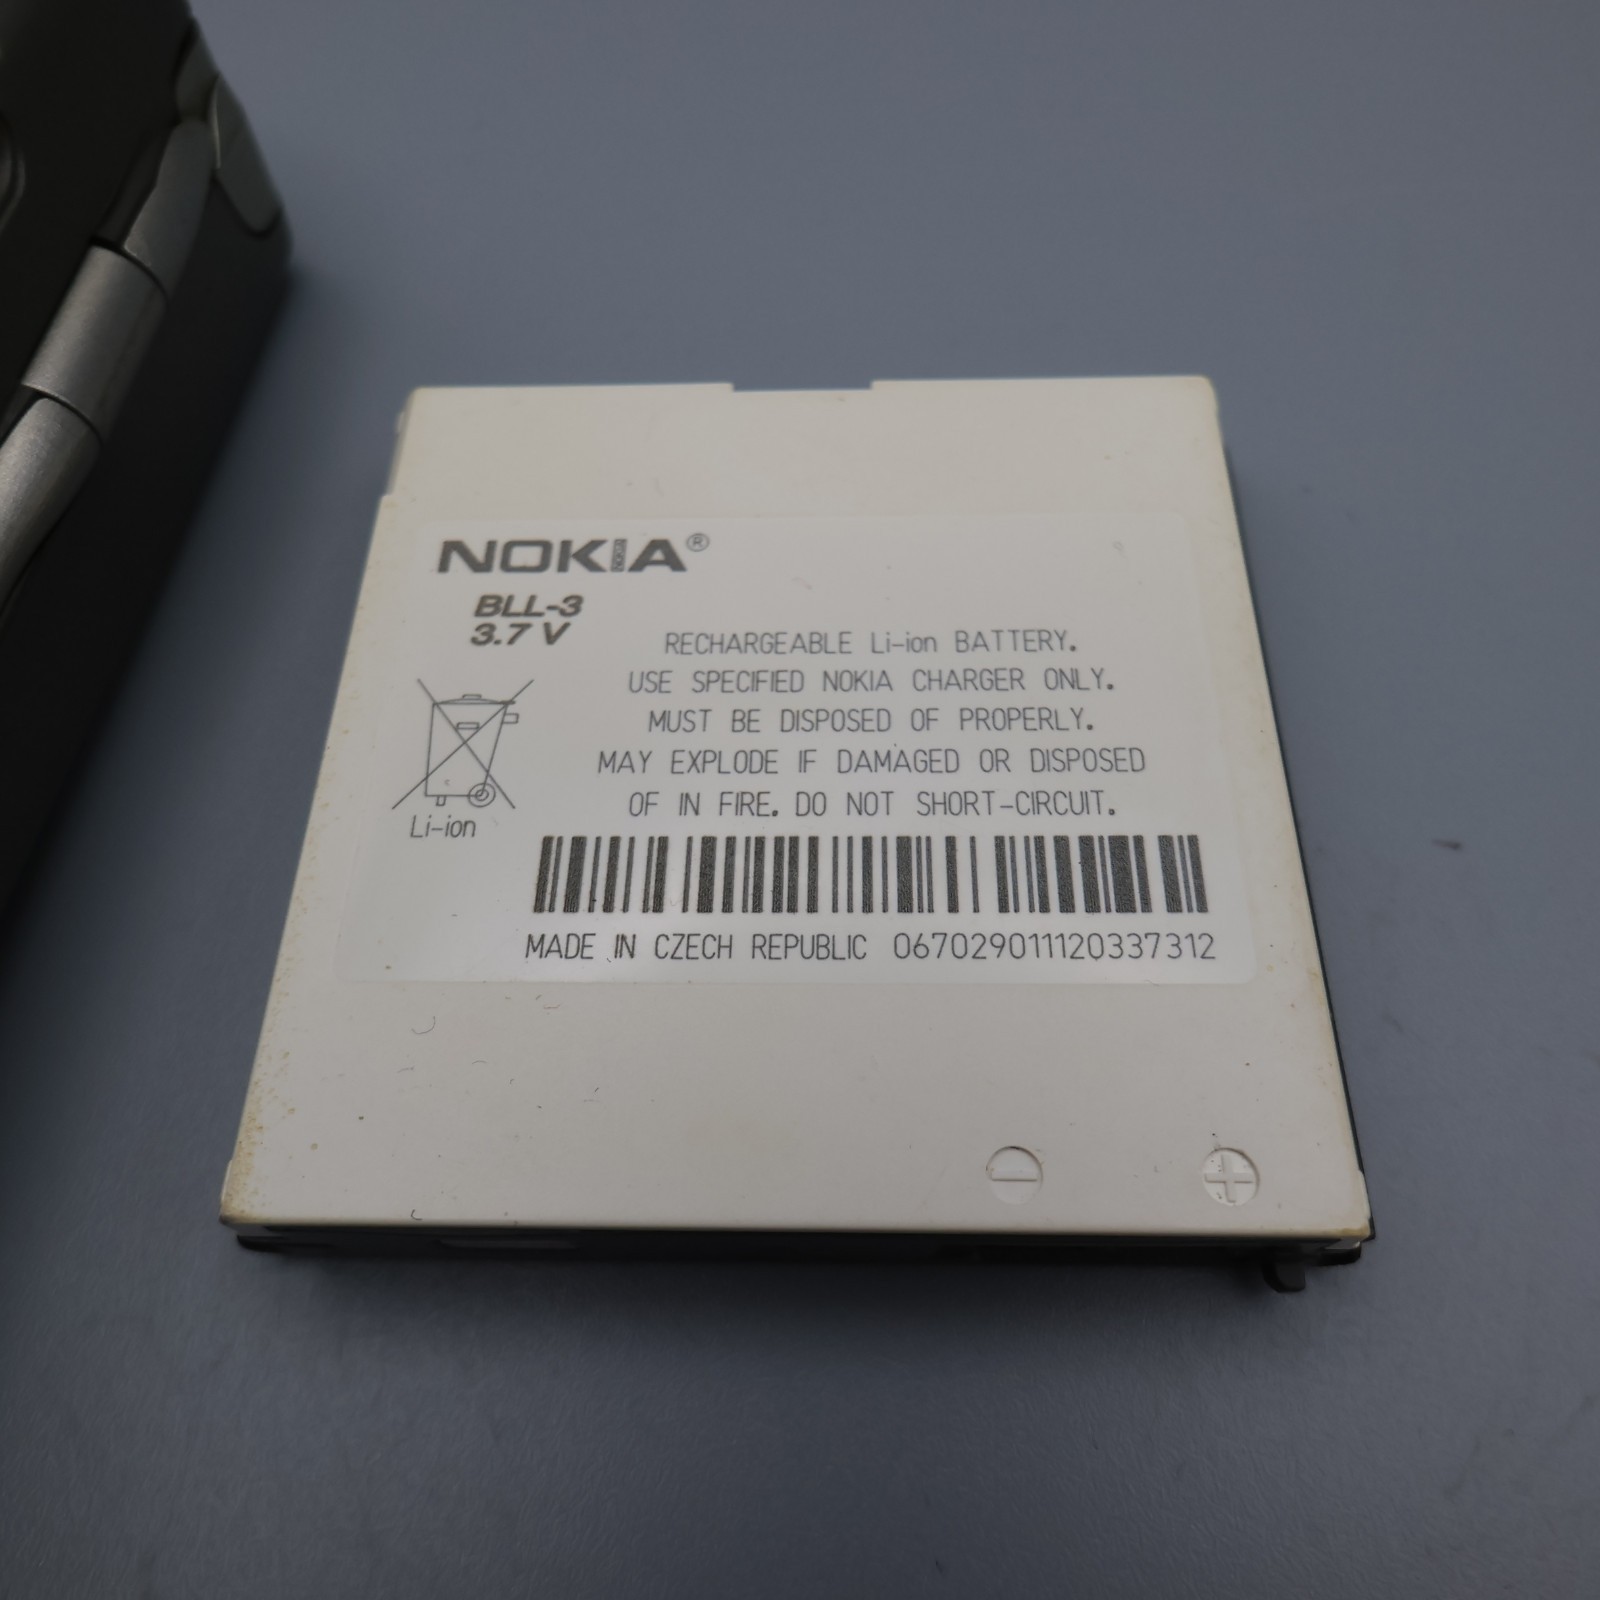 NOKIA®
BLL-3
3.7 V
RECHARGEABLE Li-ion BATTERY.
USE SPECIFIED NOKIA CHARGER ONLY.
MUST BE DISPOSED OF PROPERLY.
MAY EXPLODE IF DAMAGED OR DISPOSED
OF IN FIRE. DO NOT SHORT-CIRCUIT.
Li-ion
MADE IN CZECH REPUBLIC 067029011120337312